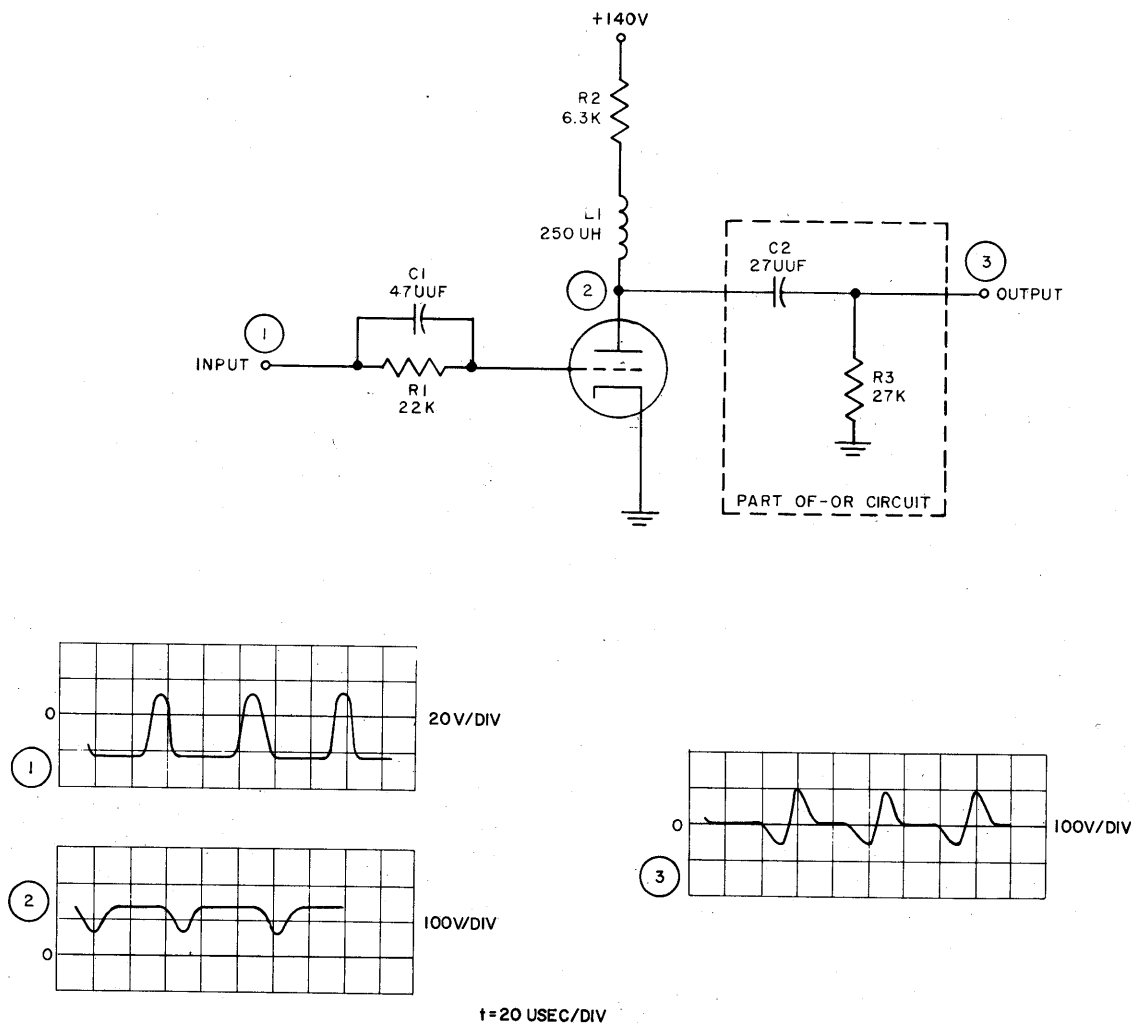 +140V
R2
6.3K
L1
250 UH
C2
27UUF
3
OUTPUT
2
C1
47UUF
1
INPUT
R1
22K
R3
27K
PART OF-OR CIRCUIT
0
20V/DIV
1
2
0
100V/DIV
0
100V/DIV
3
t=20 USEC/DIV